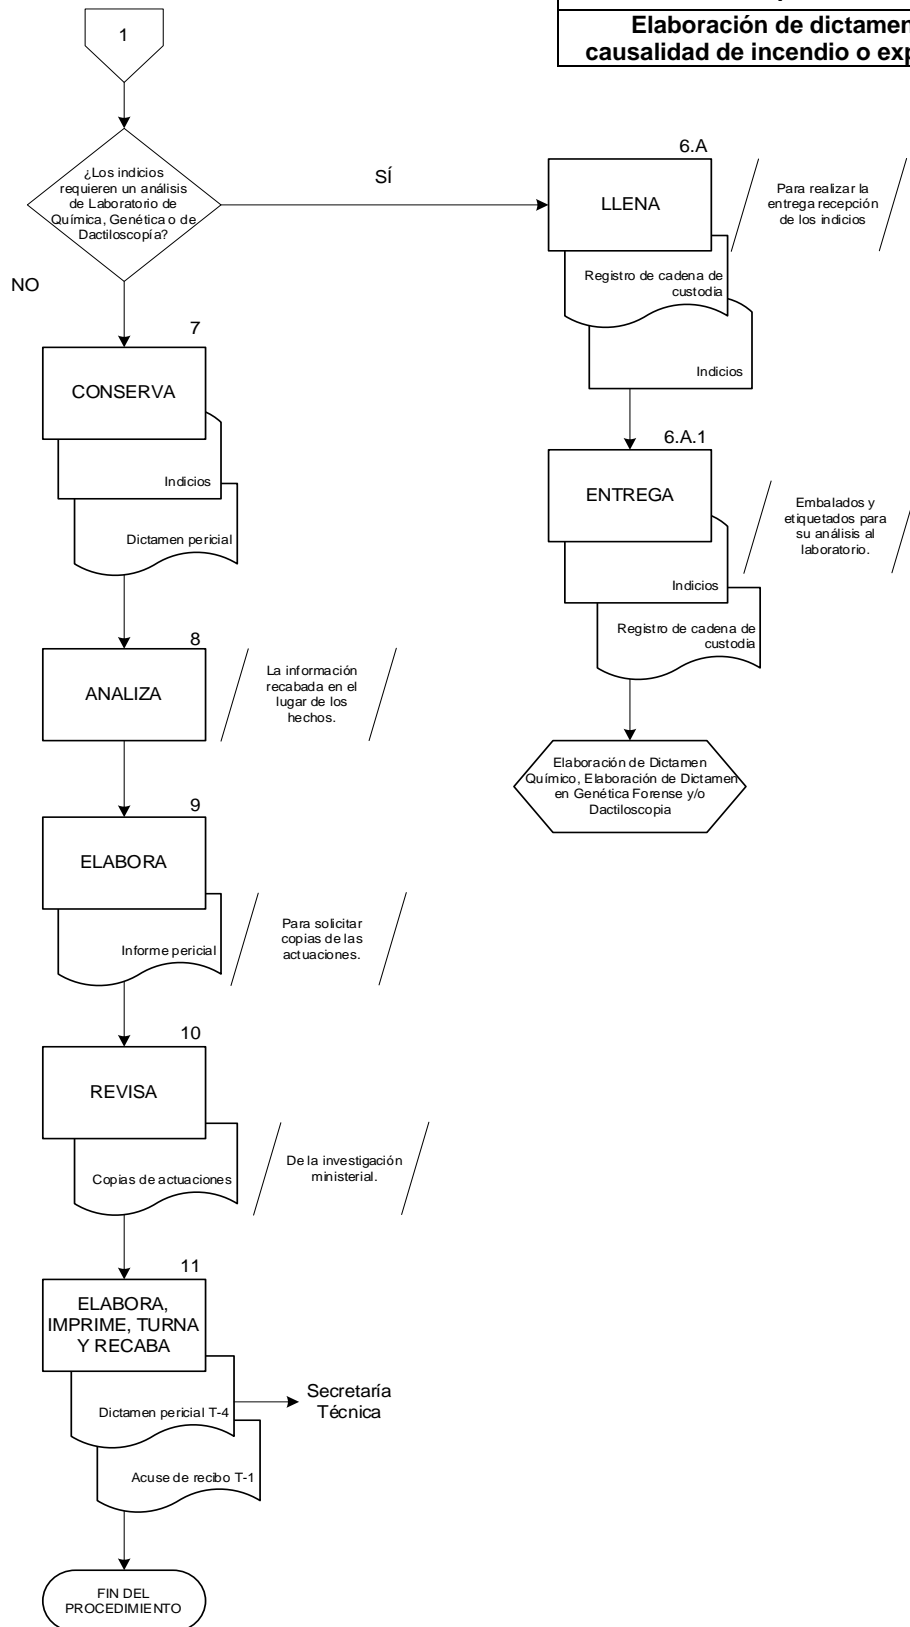 Elaboración de dictamen
causalidad de incendio o exp
1
¿Los indicios
requieren un análisis
de Laboratorio de
Química, Genética o de
Dactiloscopía?
SÍ
NO
6.A
LLENA
Registro de cadena de
custodia
Indicios
Para realizar la
entrega recepción
de los indicios
6.A.1
ENTREGA
Indicios
Registro de cadena de
custodia
Embalados y
etiquetados para
su análisis al
laboratorio.
Elaboración de Dictamen
Químico, Elaboración de Dictamen
en Genética Forense y/o
Dactiloscopia
7
CONSERVA
Indicios
Dictamen pericial
8
ANALIZA
La información
recabada en el
lugar de los
hechos.
9
ELABORA
Informe pericial
Para solicitar
copias de las
actuaciones.
10
REVISA
Copias de actuaciones
De la investigación
ministerial.
11
ELABORA,
IMPRIME, TURNA
Y RECABA
Dictamen pericial T-4
Secretaría
Técnica
Acuse de recibo T-1
FIN DEL
PROCEDIMIENTO